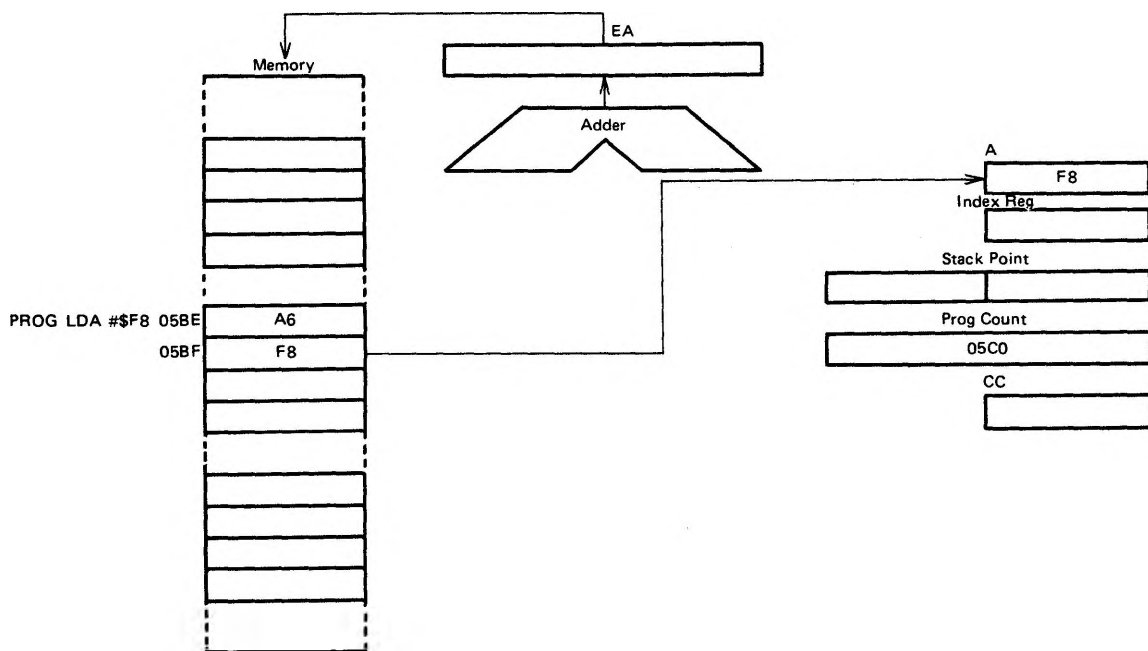 EA
Memory
Adder
A
F8
Index Reg
Stack Point
PROG LDA #$F8 05BE A6
Prog Count
05BF F8
05C0
CC